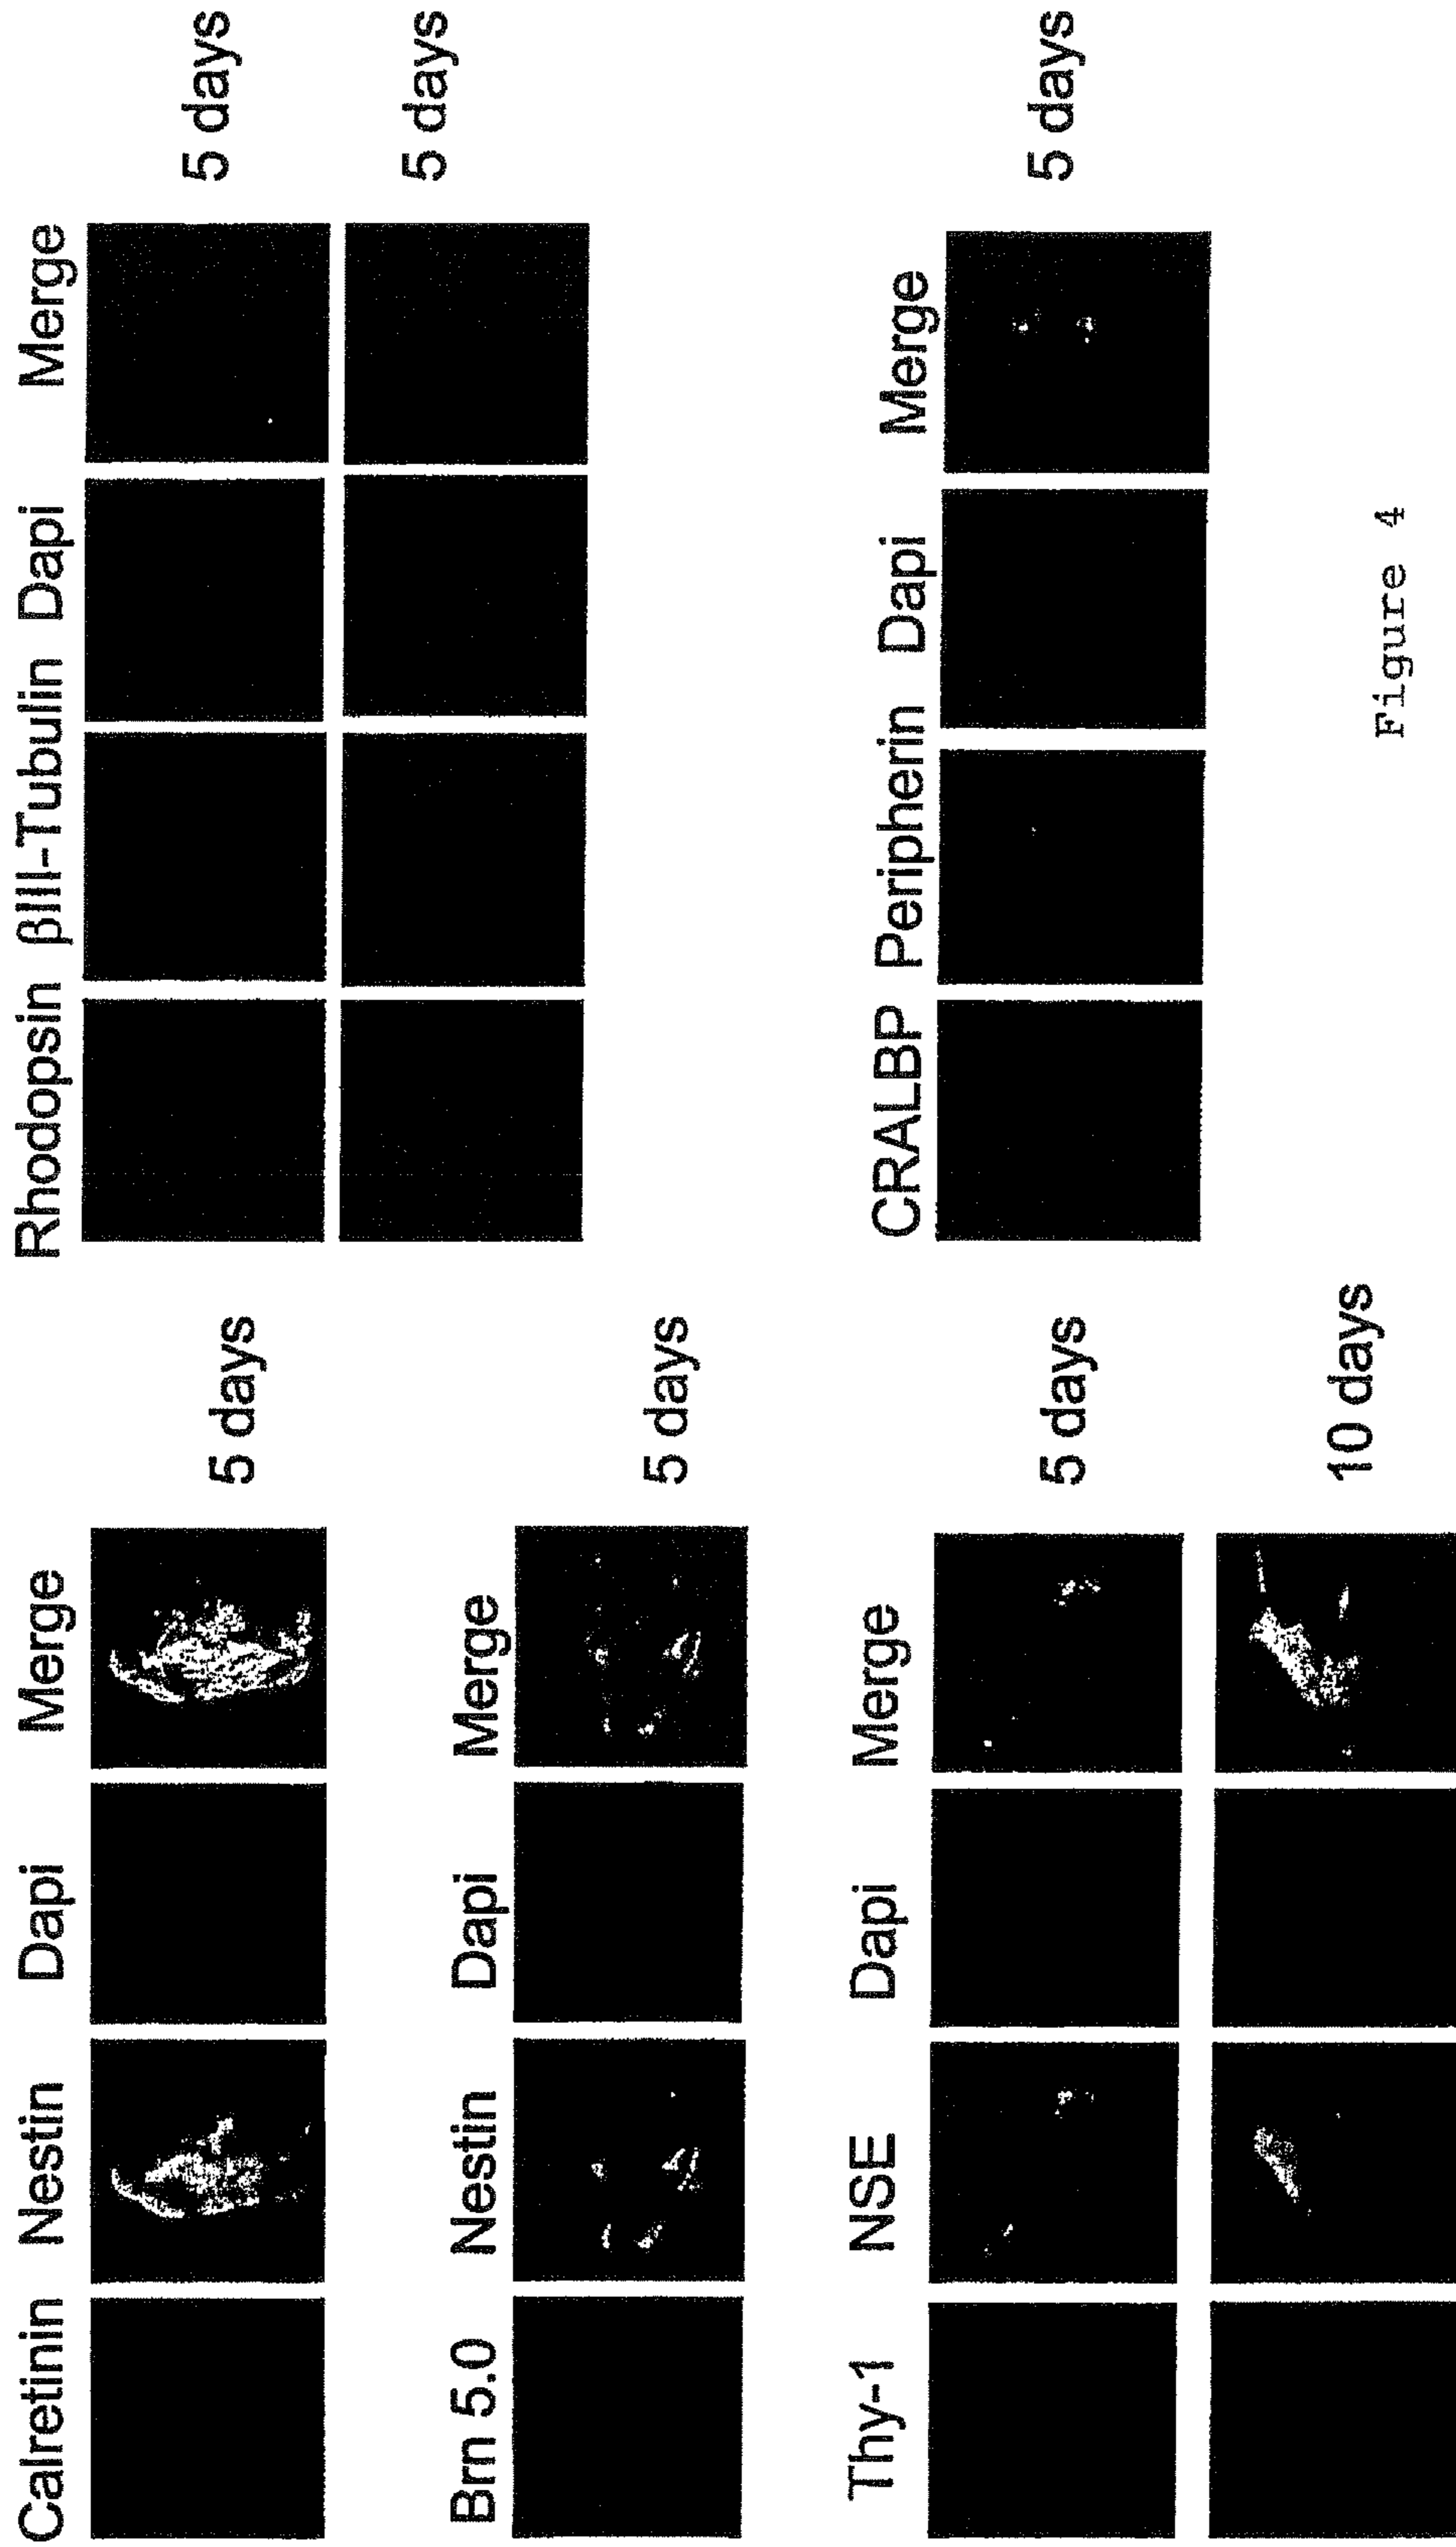 Calretinin Nestin Dapi Merge
5 days
Brn 5.0 Nestin Dapi Merge
5 days
Thy-1 NSE Dapi Merge
5 days
10 days
Rhodopsin βIII-Tubulin Dapi Merge
5 days
5 days
CRALBP Peripherin Dapi Merge
5 days
Figure 4